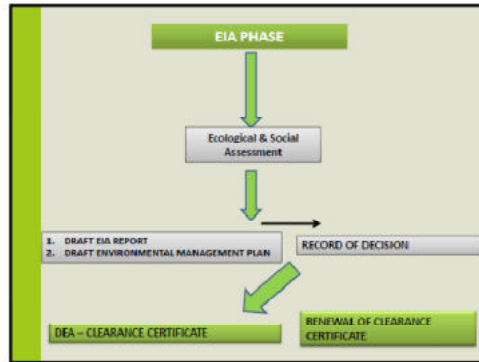 EIA PHASE
Ecological & Social
Assessment
1. DRAFT EIA REPORT
2. DRAFT ENVIRONMENTAL MANAGEMENT PLAN
RECORD OF DECISION
DEA – CLEARANCE CERTIFICATE
RENEWAL OF CLEARANCE
CERTIFICATE